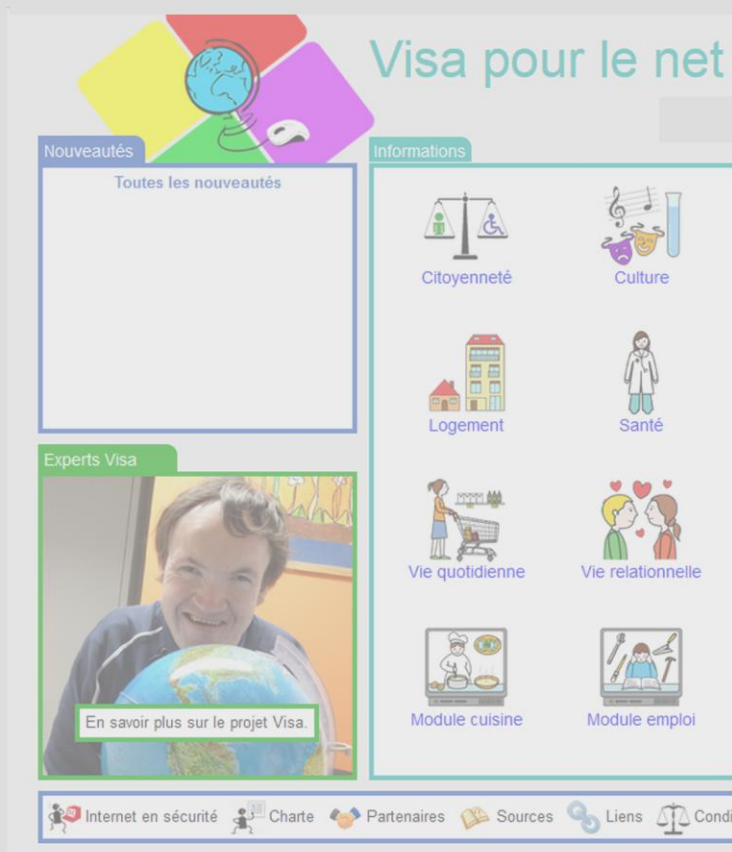 Visa pour le net
Nouveautés
Toutes les nouveautés
Informations
Citoyenneté
Culture
Logement
Santé
Experts Visa
Vie quotidienne
Vie relationnelle
En savoir plus sur le projet Visa.
Module cuisine
Module emploi
Internet en sécurité Charte Partenaires Sources Liens